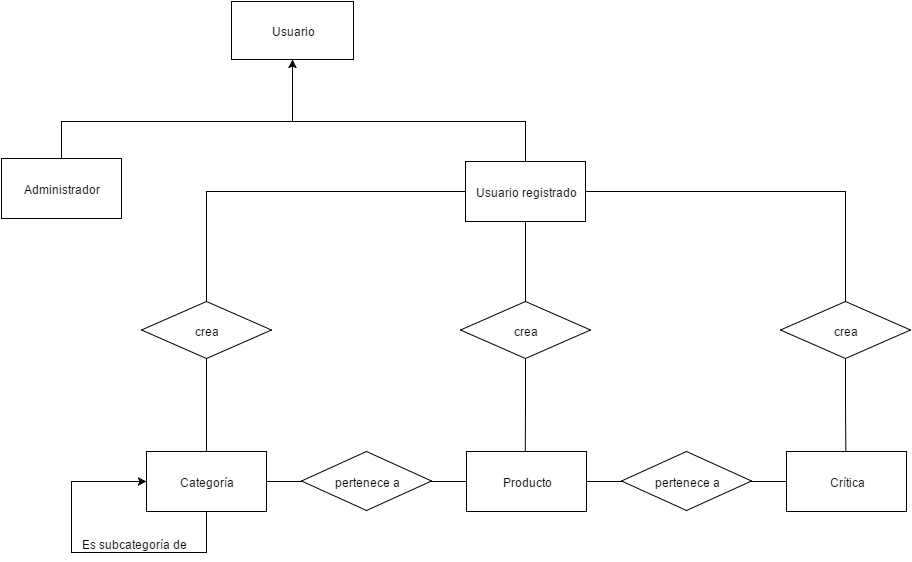 Usuario
Administrador
Usuario registrado
crea
crea
crea
Categoría
pertenece a
Producto
pertenece a
Crítica
Es subcategoría de